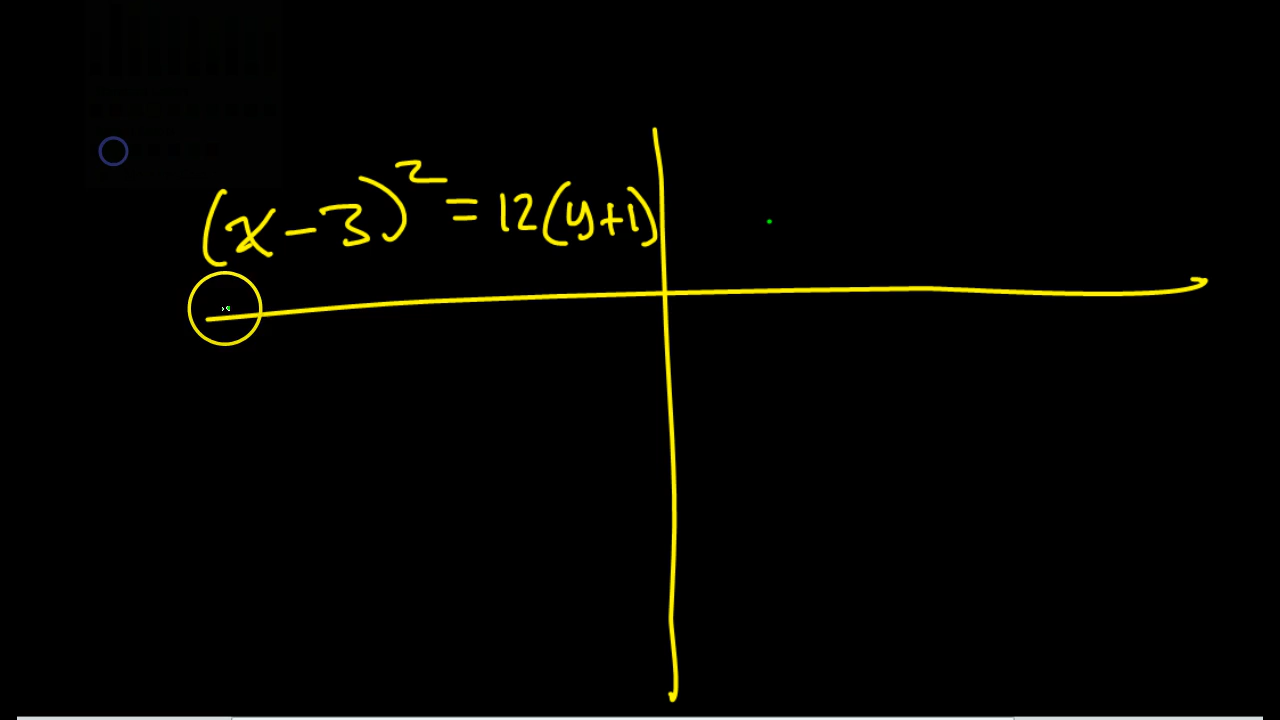 (x-3)² = 12(y+1)